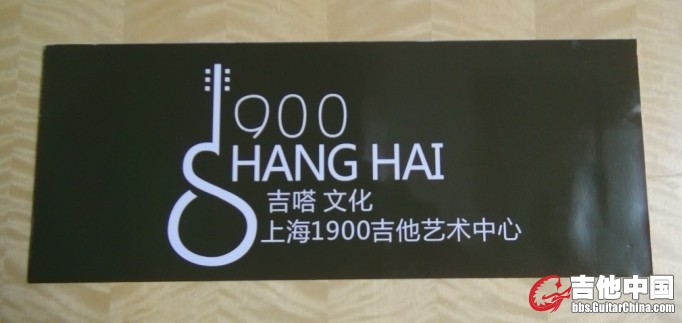 1900
SHANG HAI
吉嗒 文化
上海1900吉他艺术中心
吉他中国
bbs.GuitarChina.com